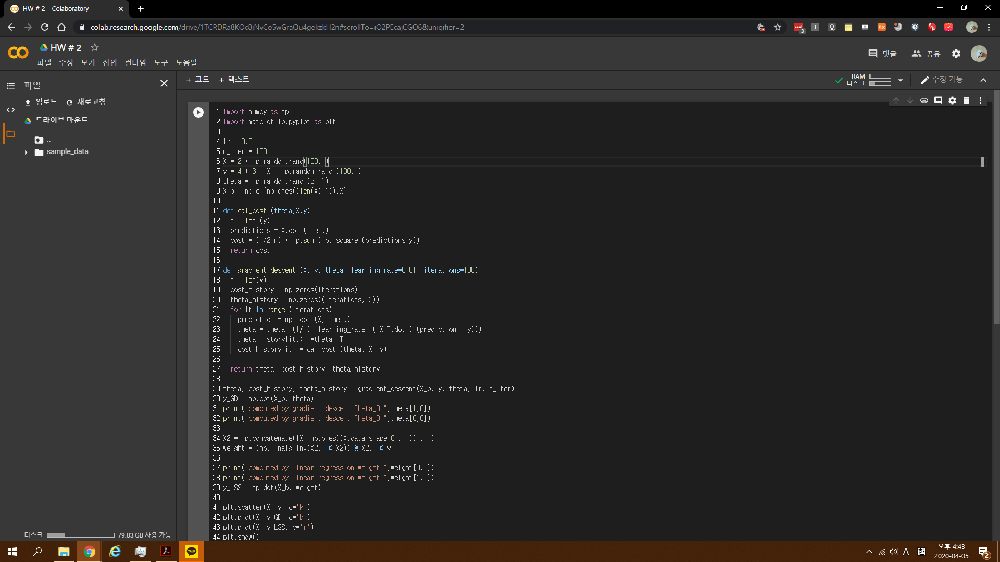 HW # 2 - Colaboratory
colab.research.google.com/drive/1TCRDRa8KOc8jNvCo5wGraQu4gekzkH2n#scrollTo=iO2PEcajCGO6&uniqifier=2
HW # 2
파일 수정 보기 삽입 런타임 도구 도움말
댓글 공유
파일
업로드 새로고침
드라이브 마운트
..
sample_data
+ 코드 + 텍스트
RAM
디스크
수정 가능
1 import numpy as np
2 import matplotlib.pyplot as plt
3
4 lr = 0.01
5 n_iter = 100
6 X = 2 * np.random.rand(100,1)
7 y = 4 + 3 * X + np.random.randn(100,1)
8 theta = np.random.randn(2, 1)
9 X_b = np.c_[np.ones((len(X),1)),X]
10
11 def cal_cost (theta,X,y):
12 m = len (y)
13 predictions = X.dot (theta)
14 cost = (1/2*m) * np.sum (np. square (predictions-y))
15 return cost
16
17 def gradient_descent (X, y, theta, learning_rate=0.01, iterations=100):
18 m = len(y)
19 cost_history = np.zeros(iterations)
20 theta_history = np.zeros((iterations, 2))
21 for it in range (iterations):
22 prediction = np. dot (X, theta)
23 theta = theta -(1/m) *learning_rate* ( X.T.dot ( (prediction - y)))
24 theta_history[it,:] =theta. T
25 cost_history[it] = cal_cost (theta, X, y)
26
27 return theta, cost_history, theta_history
28
29 theta, cost_history, theta_history = gradient_descent(X_b, y, theta, lr, n_iter)
30 y_GD = np.dot(X_b, theta)
31 print("computed by gradient descent Theta_0 ",theta[1,0])
32 print("computed by gradient descent Theta_0 ",theta[0,0])
33
34 X2 = np.concatenate([X, np.ones((X.data.shape[0], 1))], 1)
35 weight = (np.linalg.inv(X2.T @ X2)) @ X2.T @ y
36
37 print("computed by Linear regression weight ",weight[0,0])
38 print("computed by Linear regression weight ",weight[1,0])
39 y_LSS = np.dot(X_b, weight)
40
41 plt.scatter(X, y, c='k')
42 plt.plot(X, y_GD, c='b')
43 plt.plot(X, y_LSS, c='r')
44 plt.show()
디스크 79.83 GB 사용 가능
TALK
A 한
오후 4:43
2020-04-05
2
3